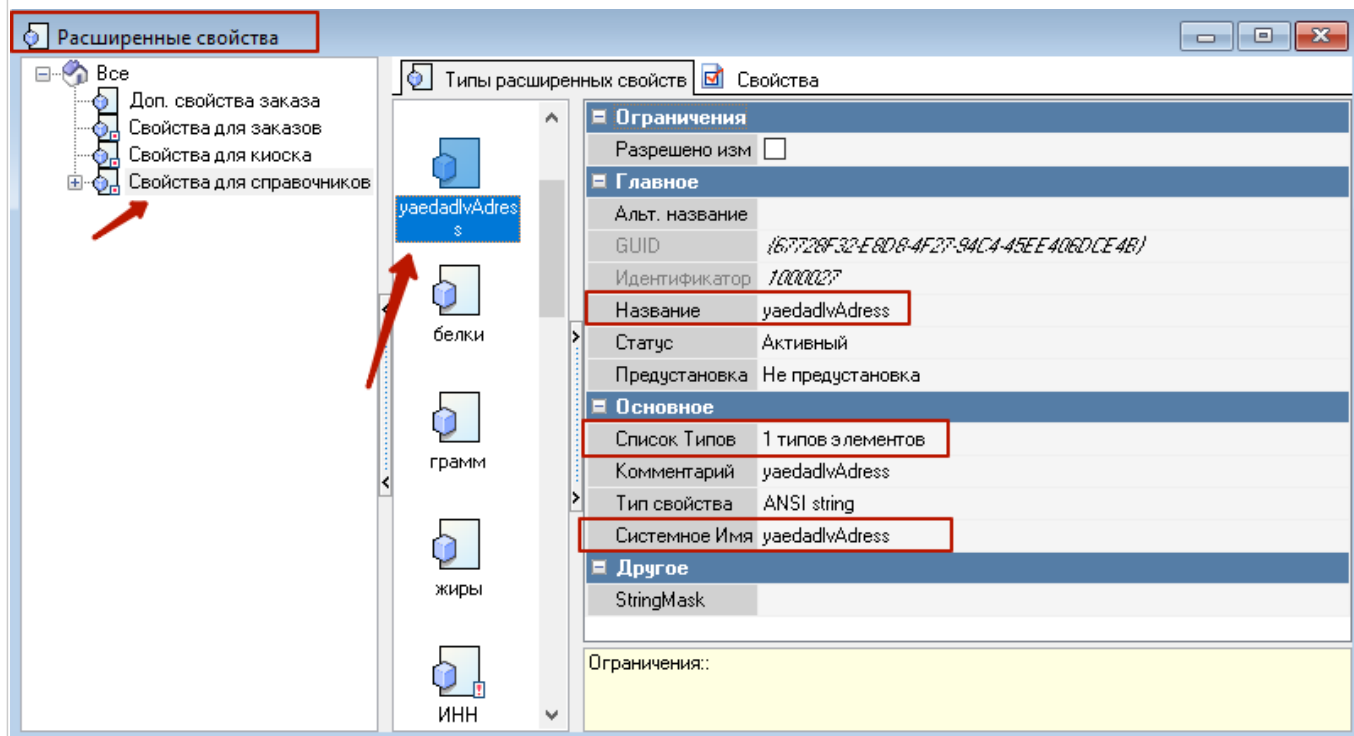 Расширенные свойства
Все
Доп. свойства заказа
Свойства для заказов
Свойства для киоска
Свойства для справочников
Типы расширенных свойств
Свойства
yaedadlvAdres
s
белки
грамм
жиры
ИНН
Ограничения
Разрешено изм
Главное
Альт. название
GUID {67728F32-E8D8-4F27-94C4-45EE406DCE4B}
Идентификатор 1000027
Название yaedadlvAdress
Статус Активный
Предустановка Не предустановка
Основное
Список Типов 1 типов элементов
Комментарий yaedadlvAdress
Тип свойства ANSI string
Системное Имя yaedadlvAdress
Другое
StringMask
Ограничения::